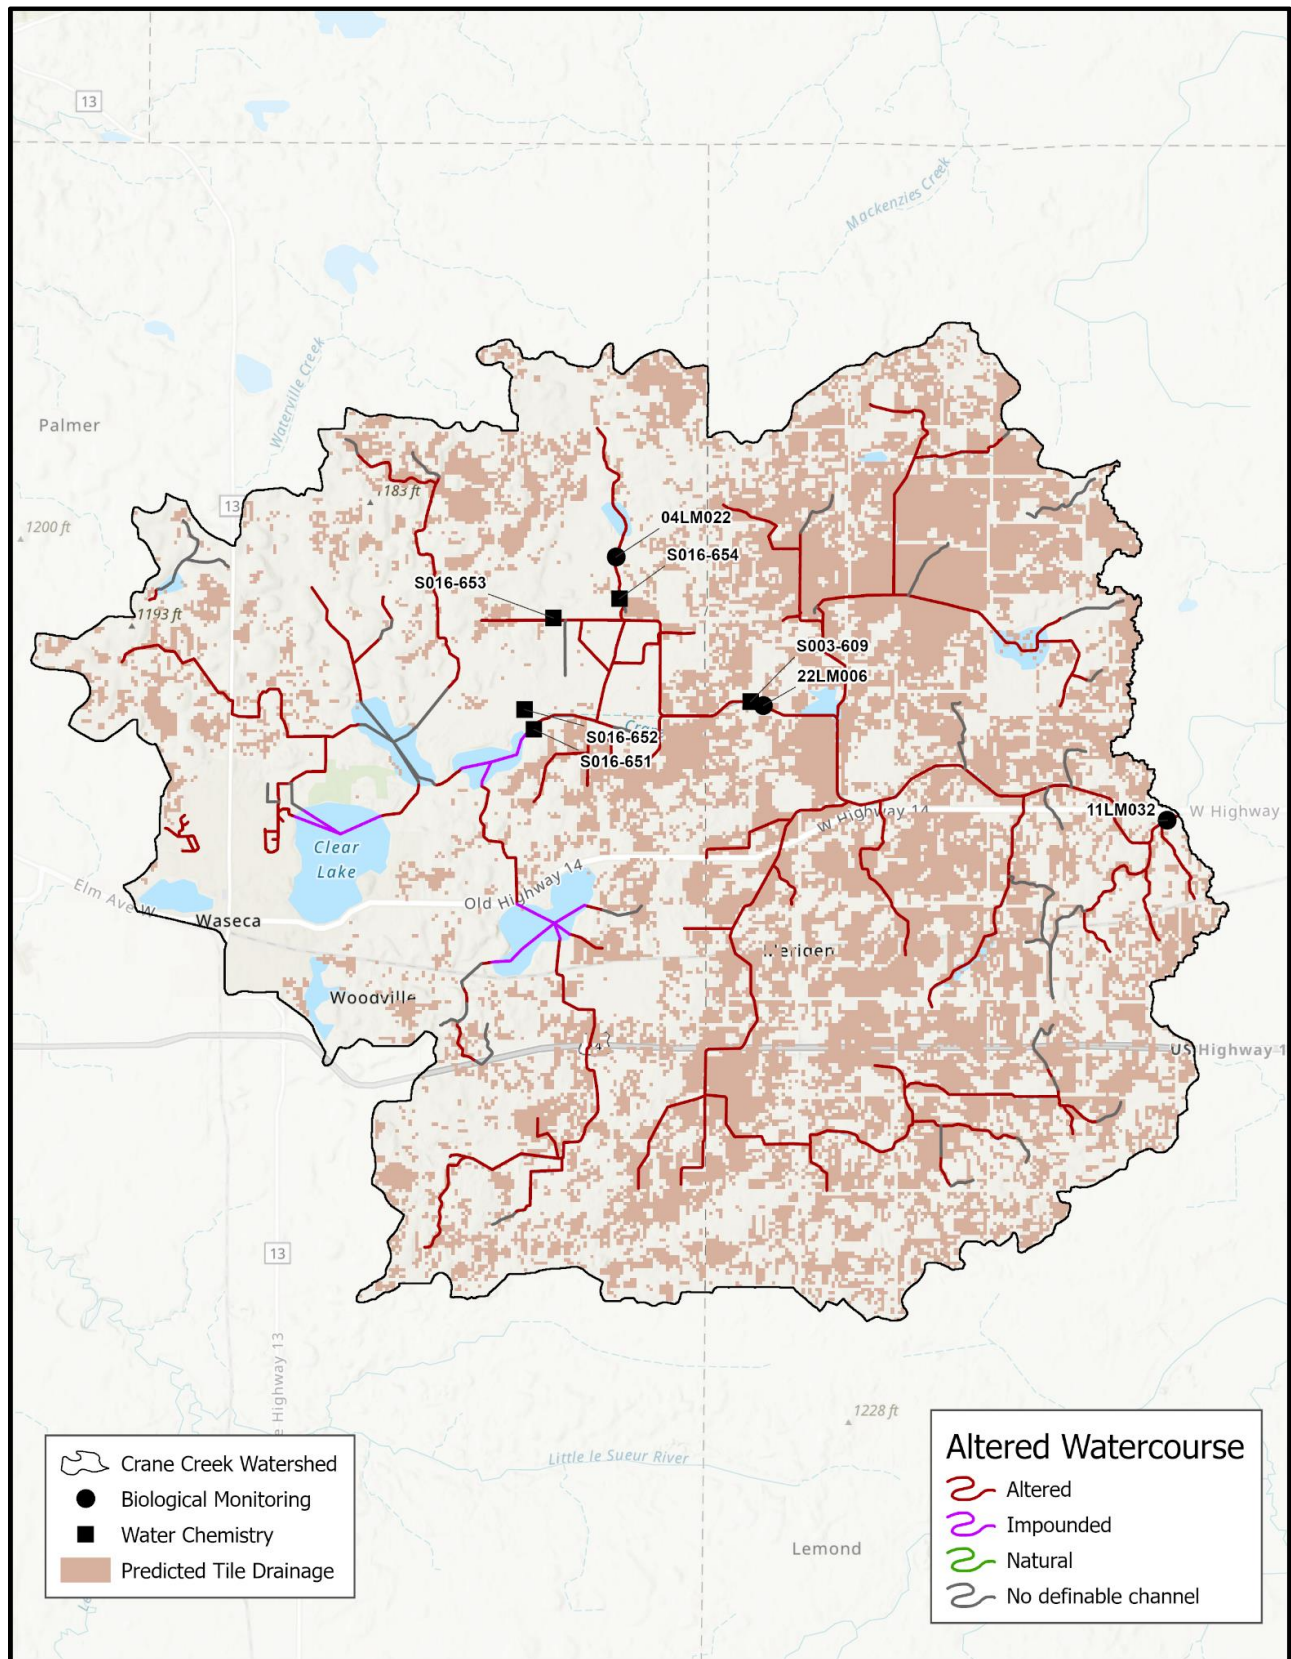 13
Mackenzies Creek
Waterville Creek
Palmer
13
1183 ft
1200 ft
04LM022
S016-654
S016-653
1193 ft
S003-609
22LM006
S016-652
S016-651
11LM032
W Highway
W Highway 14
Clear
Lake
Old Highway 14
Elm Ave W
Waseca
Meriden
Woodville
US Highway 1
13
Highway 13
1228 ft
Little le Sueur River
Lemond
Crane Creek Watershed
Biological Monitoring
Water Chemistry
Predicted Tile Drainage
Altered Watercourse
Altered
Impounded
Natural
No definable channel